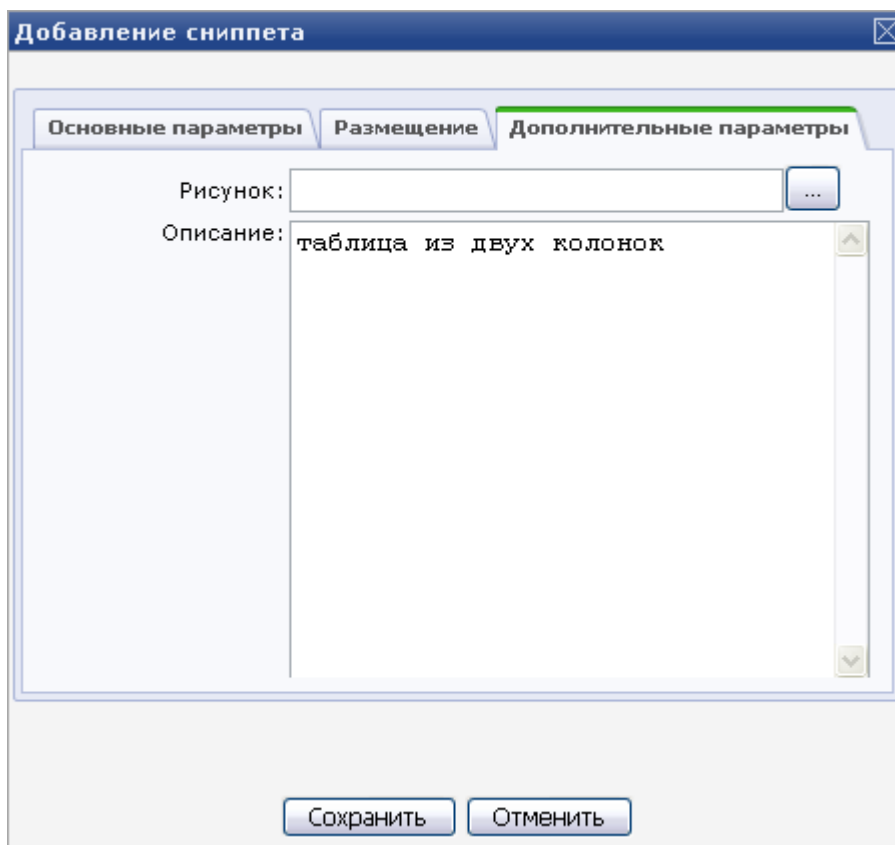 Добавление сниппета
Основные параметры Размещение Дополнительные параметры
Рисунок: ...
Описание: таблица из двух колонок
Сохранить Отменить